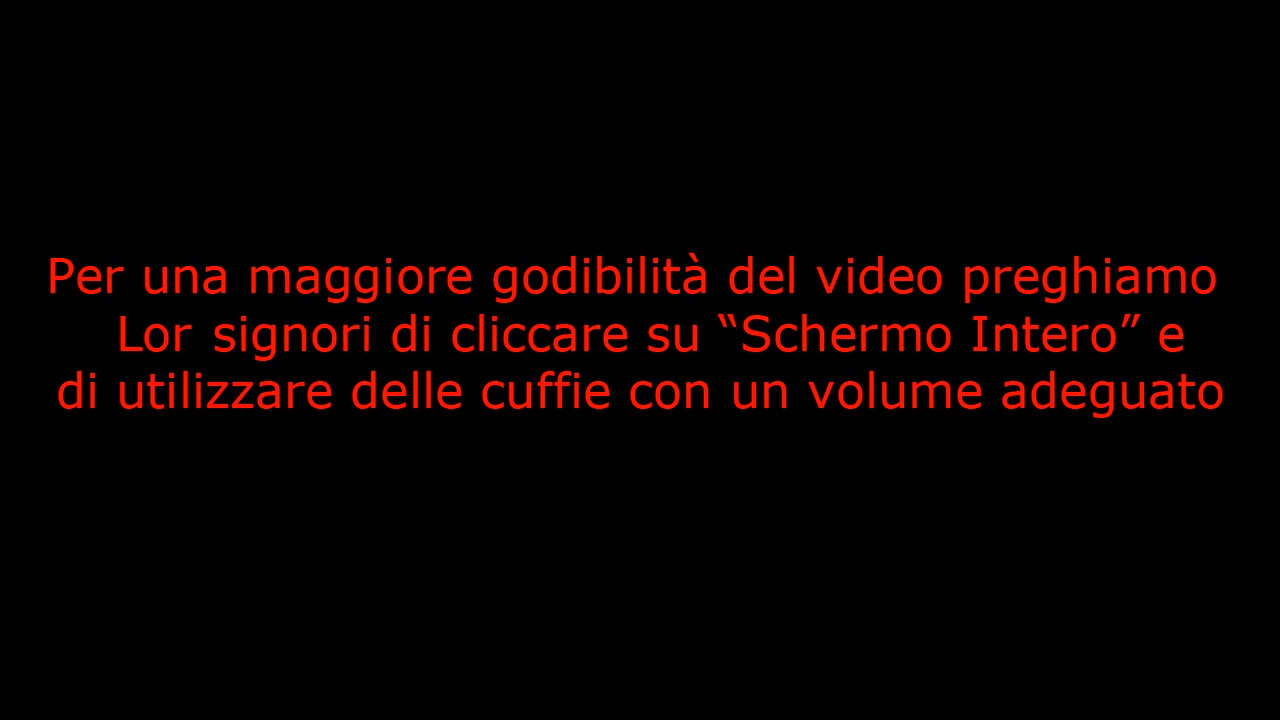 Per una maggiore godibilità del video preghiamo
Lor signori di cliccare su “Schermo Intero” e
di utilizzare delle cuffie con un volume adeguato